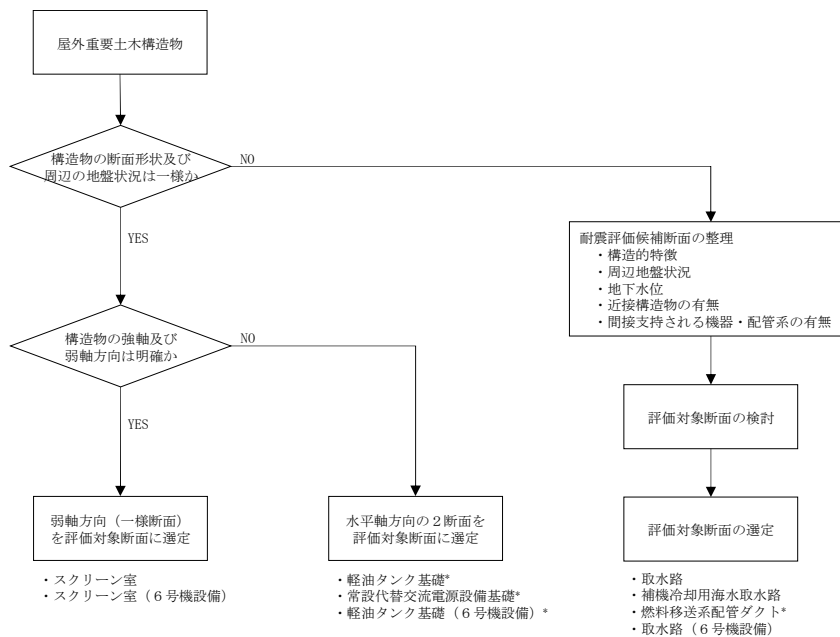 屋外重要土木構造物
構造物の断面形状及び
周辺の地盤状況は一様か
NO
YES
耐震評価候補断面の整理
・構造的特徴
・周辺地盤状況
・地下水位
・近接構造物の有無
・間接支持される機器・配管系の有無
構造物の強軸及び
弱軸方向は明確か
NO
YES
評価対象断面の検討
弱軸方向（一様断面）
を評価対象断面に選定
水平軸方向の２断面を
評価対象断面に選定
評価対象断面の選定
・スクリーン室
・スクリーン室（６号機設備）
・軽油タンク基礎*
・常設代替交流電源設備基礎*
・軽油タンク基礎（６号機設備）*
・取水路
・補機冷却用海水取水路
・燃料移送系配管ダクト*
・取水路（６号機設備）